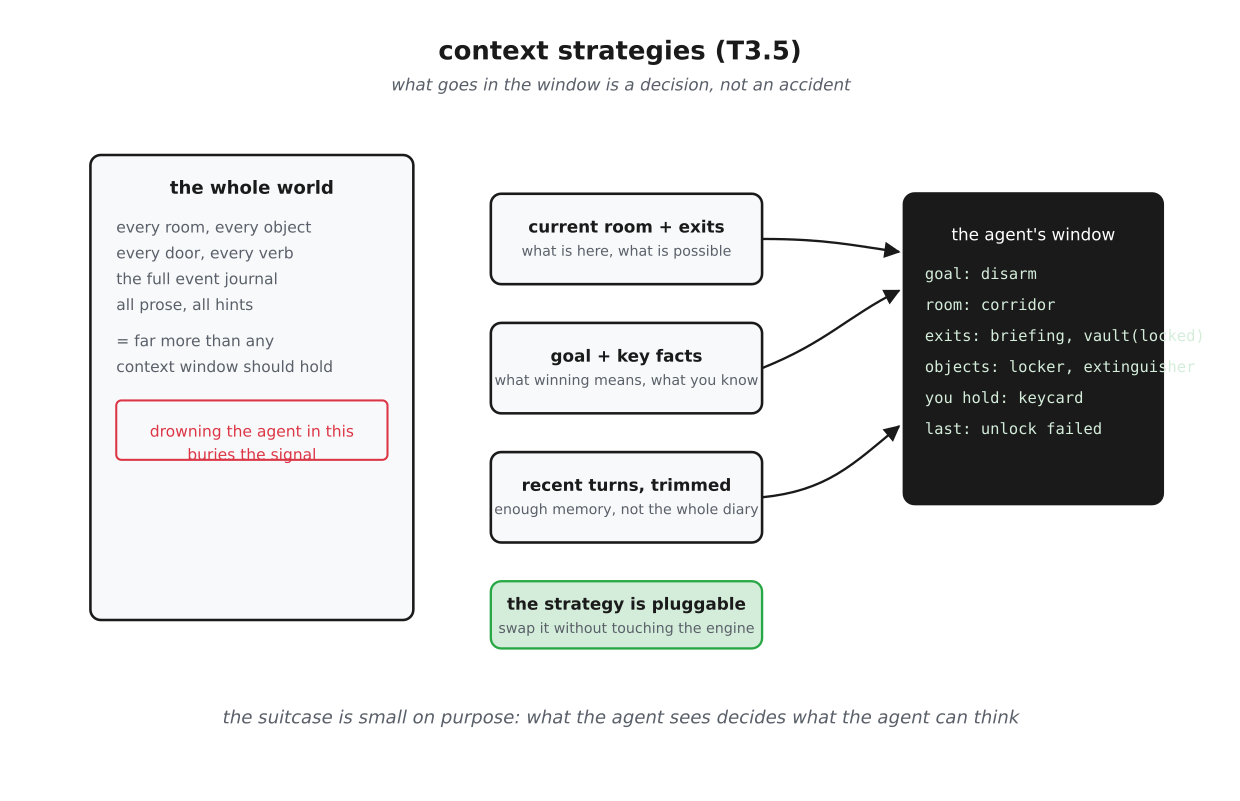 context strategies (T3.5)
what goes in the window is a decision, not an accident
the whole world
every room, every object
every door, every verb
the full event journal
all prose, all hints
= far more than any
context window should hold
drowning the agent in this
buries the signal
current room + exits
what is here, what is possible
goal + key facts
what winning means, what you know
recent turns, trimmed
enough memory, not the whole diary
the strategy is pluggable
swap it without touching the engine
the agent's window
goal: disarm
room: corridor
exits: briefing, vault(locked)
objects: locker, extinguisher
you hold: keycard
last: unlock failed
the suitcase is small on purpose: what the agent sees decides what the agent can think